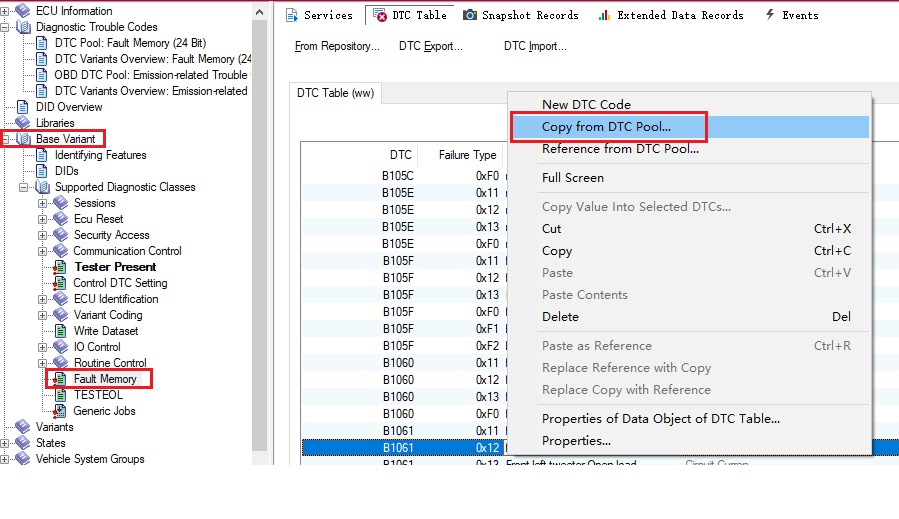 ECU Information
Diagnostic Trouble Codes
DTC Pool: Fault Memory (24 Bit)
DTC Variants Overview: Fault Memory (24
OBD DTC Pool: Emission-related Trouble
DTC Variants Overview: Emission-related
DID Overview
Libraries
Base Variant
Identifying Features
DIDs
Supported Diagnostic Classes
Sessions
Ecu Reset
Security Access
Communication Control
Tester Present
Control DTC Setting
ECU Identification
Variant Coding
Write Dataset
IO Control
Routine Control
Fault Memory
TESTEOL
Generic Jobs
Variants
States
Vehicle System Groups
Services DTC Table Snapshot Records Extended Data Records Events
From Repository... DTC Export... DTC Import...
DTC Table (ww)
DTC Failure Type
B105C 0xF0
B105E 0x11
B105E 0x12
B105E 0x13
B105E 0xF0
B105F 0x11
B105F 0x12
B105F 0x13
B105F 0xF0
B105F 0xF1
B105F 0xF2
B1060 0x11
B1060 0x12
B1060 0x13
B1060 0xF0
B1061 0x11
B1061 0x12
B1061 0x13 Front left tweeter Open load Circuit Curren
New DTC Code
Copy from DTC Pool...
Reference from DTC Pool...
Full Screen
Copy Value Into Selected DTCs...
Cut Ctrl+X
Copy Ctrl+C
Paste Ctrl+V
Paste Contents
Delete Del
Paste as Reference Ctrl+R
Replace Reference with Copy
Replace Copy with Reference
Properties of Data Object of DTC Table...
Properties...